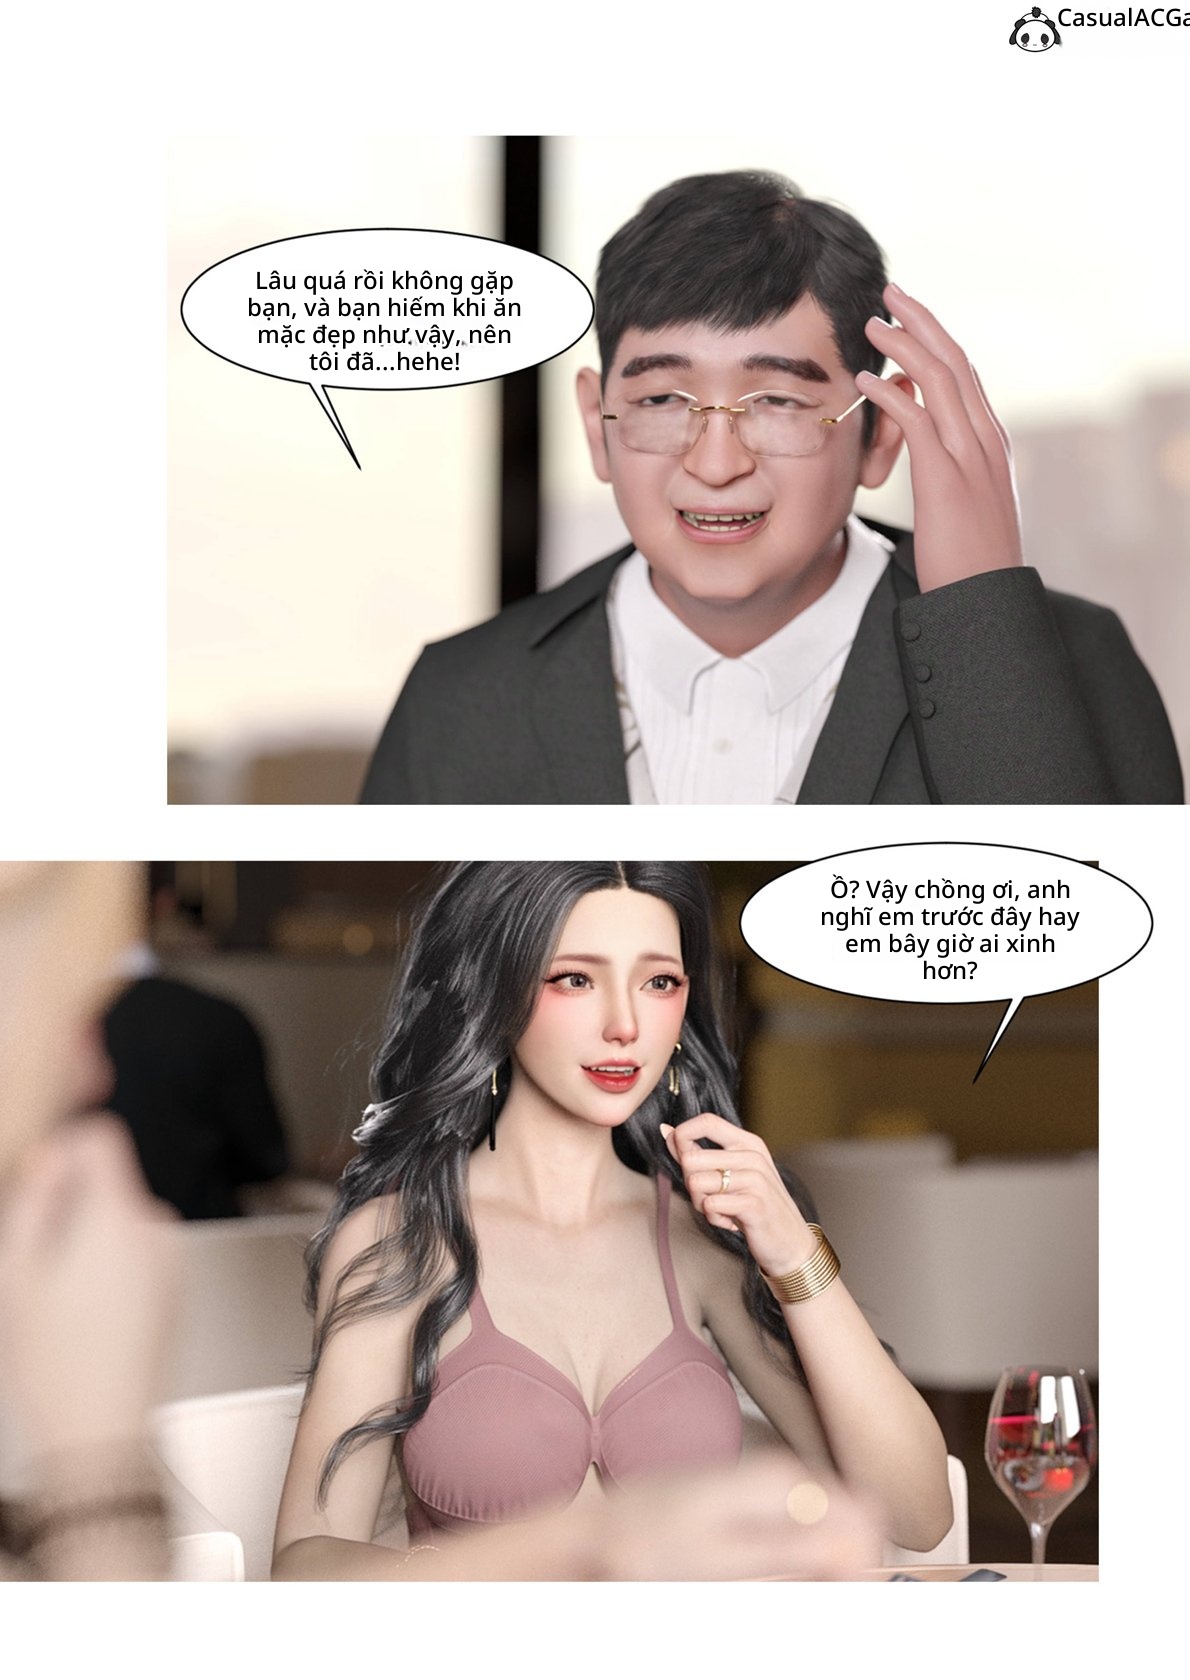 CasualACGa
Lâu quá rồi không gặp
bạn, và bạn hiếm khi ăn
mặc đẹp như vậy, nên
tôi đã...hehe!
Ồ? Vậy chồng ơi, anh
nghĩ em trước đây hay
em bây giờ ai xinh
hơn?